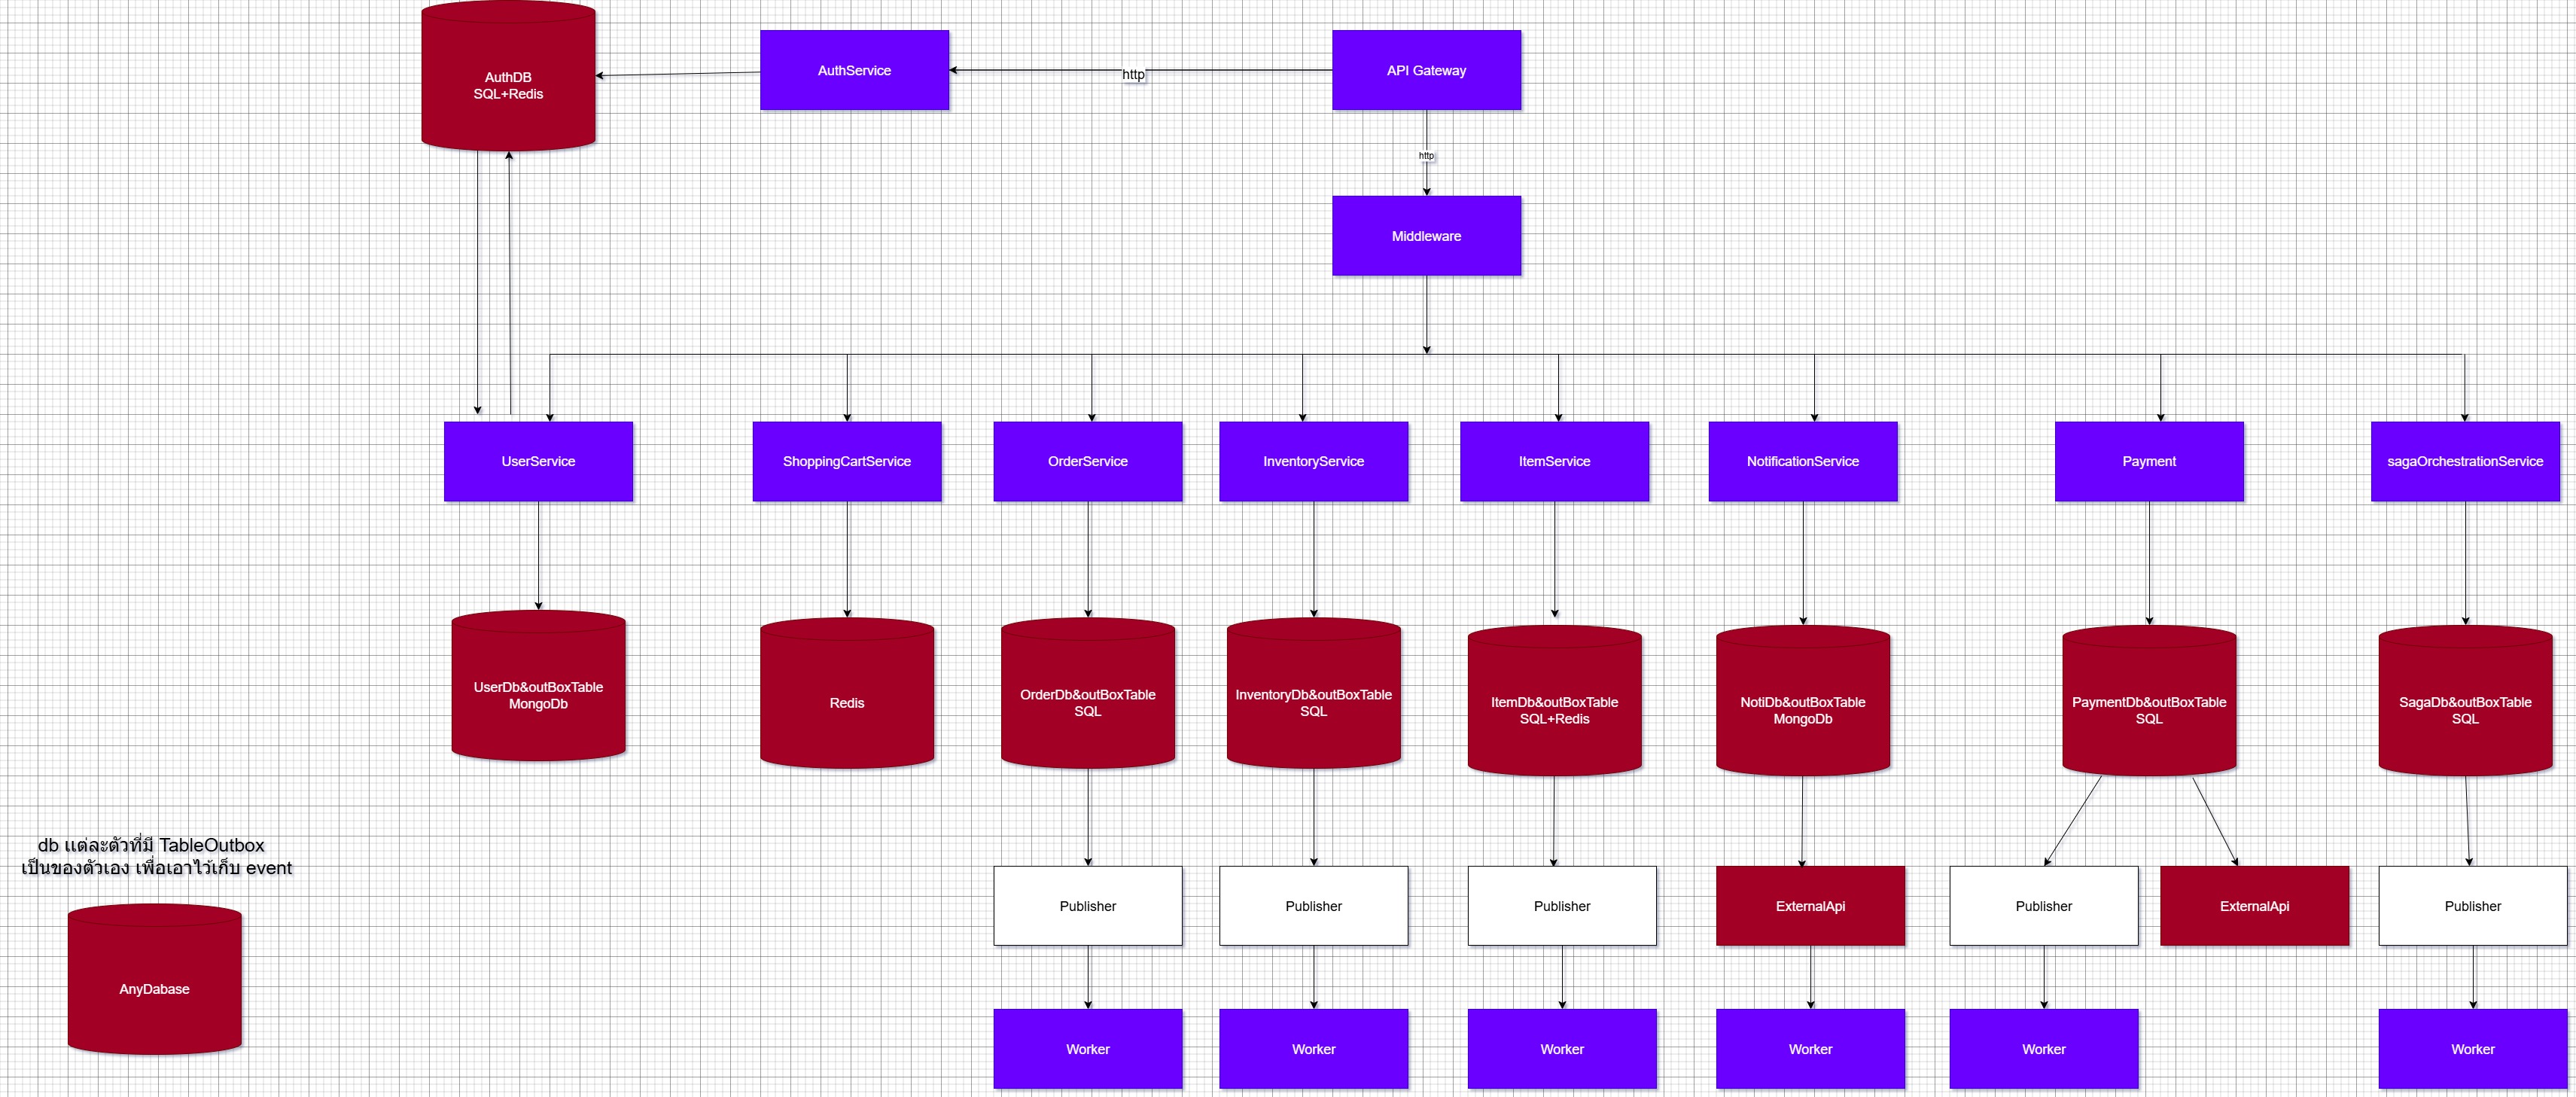 AuthDB
SQL+Redis
AuthService
http
API Gateway
http
Middleware
UserService
ShoppingCartService
OrderService
InventoryService
ItemService
NotificationService
Payment
sagaOrchestrationService
UserDb&outBoxTable
MongoDb
Redis
OrderDb&outBoxTable
SQL
InventoryDb&outBoxTable
SQL
ItemDb&outBoxTable
SQL+Redis
NotiDb&outBoxTable
MongoDb
PaymentDb&outBoxTable
SQL
SagaDb&outBoxTable
SQL
db แต่ละตัวที่มี TableOutbox
เป็นของตัวเอง เพื่อเอาไว้เก็บ event
Publisher
Publisher
Publisher
ExternalApi
Publisher
ExternalApi
Publisher
AnyDabase
Worker
Worker
Worker
Worker
Worker
Worker